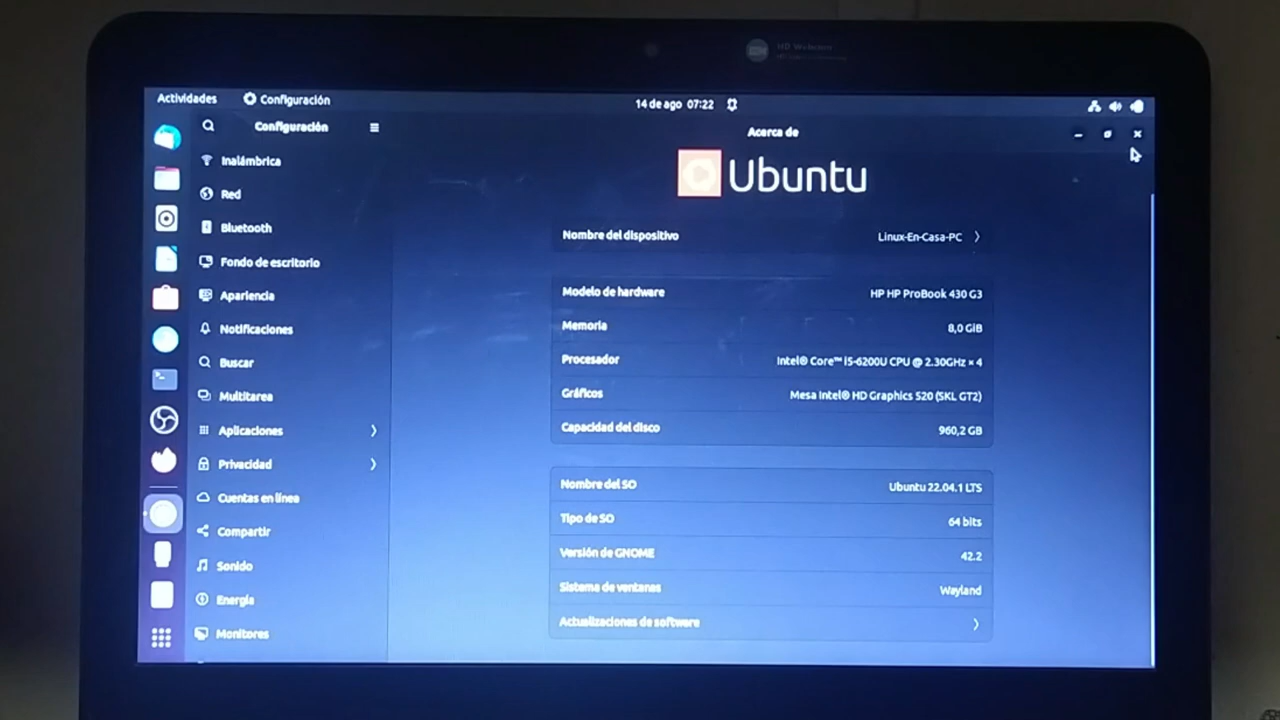 HD Webcam
Actividades
Configuración
14 de ago 07:22
Configuración
Acerca de
Inalámbrica
Red
Bluetooth
Fondo de escritorio
Apariencia
Notificaciones
Buscar
Multitarea
Aplicaciones
Privacidad
Cuentas en línea
Compartir
Sonido
Energía
Monitores
Ubuntu
Nombre del dispositivo Linux-En-Casa-PC
Modelo de hardware HP HP ProBook 430 G3
Memoria 8,0 GiB
Procesador Intel® Core™ i5-6200U CPU @ 2.30GHz × 4
Gráficos Mesa Intel® HD Graphics 520 (SKL GT2)
Capacidad del disco 960,2 GB
Nombre del SO Ubuntu 22.04.1 LTS
Tipo de SO 64 bits
Versión de GNOME 42.2
Sistema de ventanas Wayland
Actualizaciones de software